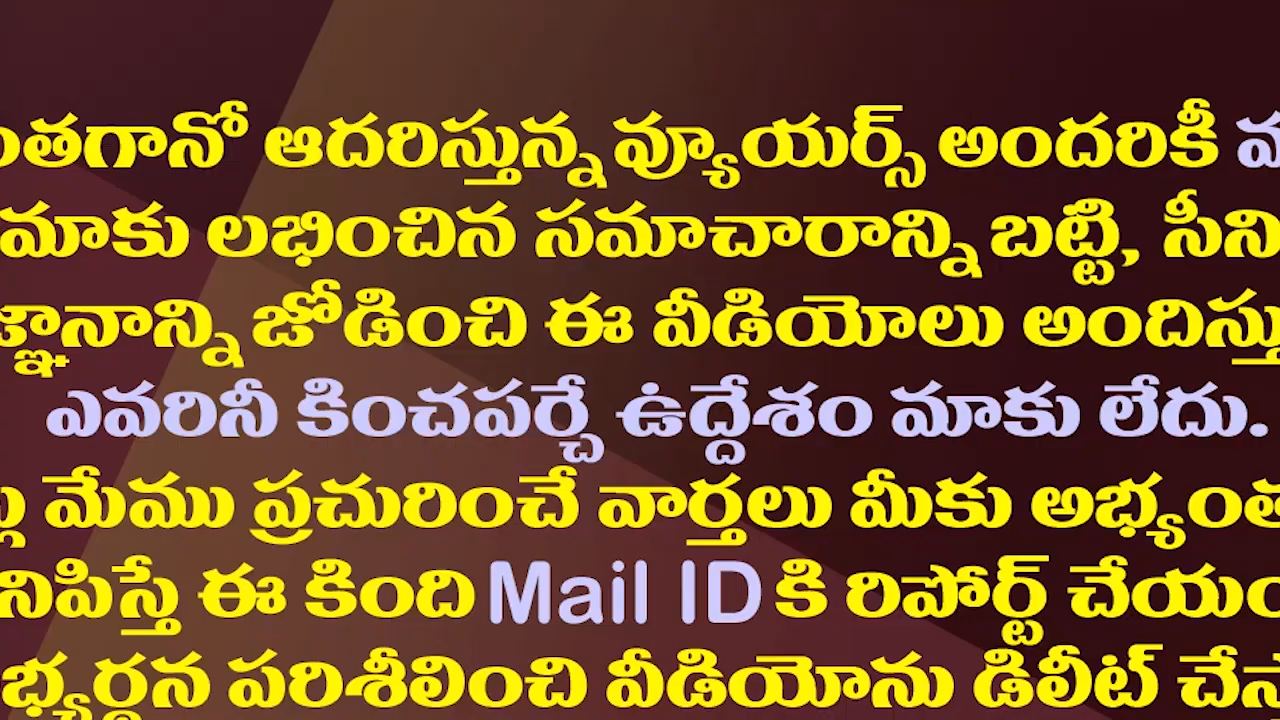 ఆదరిస్తున్న వ్యూయర్స్ అందరికీ
మాకు లభించిన సమాచారాన్ని బట్టి,
జోడించి ఈ వీడియోలు
ఎవరినీ కించపర్చే ఉద్దేశం మాకు లేదు.
మేము ప్రచురించే వార్తలు మీకు
ఈ కింది Mail ID కి రిపోర్ట్
పరిశీలించి వీడియోను డిలీట్